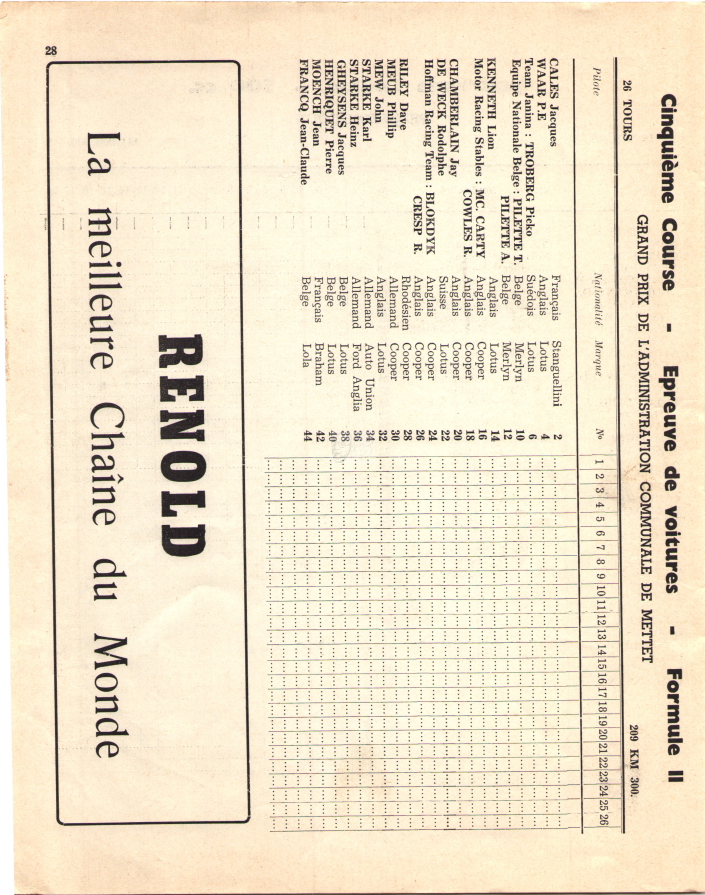 Cinquième Course - Epreuve de voitures - Formule II
GRAND PRIX DE L'ADMINISTRATION COMMUNALE DE METTET
26 TOURS 209 KM 300.
Pilote Nationalité Marque No 1 2 3 4 5 6 7 8 9 10 11 12 13 14 15 16 17 18 19 20 21 22 23 24 25 26
CALES Jacques Français Stanguellini 2
WAAR P.E Anglais Lotus 4
Team Janina : TROBERG Picko Suédois Lotus 6
Equipe Nationale Belge : PILETTE T. Belge Merlyn 10
PILETTE A. Belge Merlyn 12
KENNETH Lion Anglais Lotus 14
Motor Racing Stables : MC. CARTY Anglais Cooper 16
COWLES R. Anglais Cooper 18
CHAMBERLAIN Jay Anglais Cooper 20
DE WECK Rodolphe Suisse Lotus 22
Hoffman Racing Team : BLOKDYK Anglais Cooper 24
CRESP R. Anglais Cooper 26
RILEY Dave Rhodésien Cooper 28
MEUB Phillip Allemand Cooper 30
MEW John Anglais Lotus 32
STARKE Karl Allemand Auto Union 34
STARKE Heinz Allemand Ford Anglia 36
GHEYSENS Jacques Belge Lotus 38
HENRIQUET Pierre Belge Lotus 40
MOENCH Jean Français Braham 42
FRANCQ Jean-Claude Belge Lola 44
RENOLD
La meilleure Chaîne du Monde
28